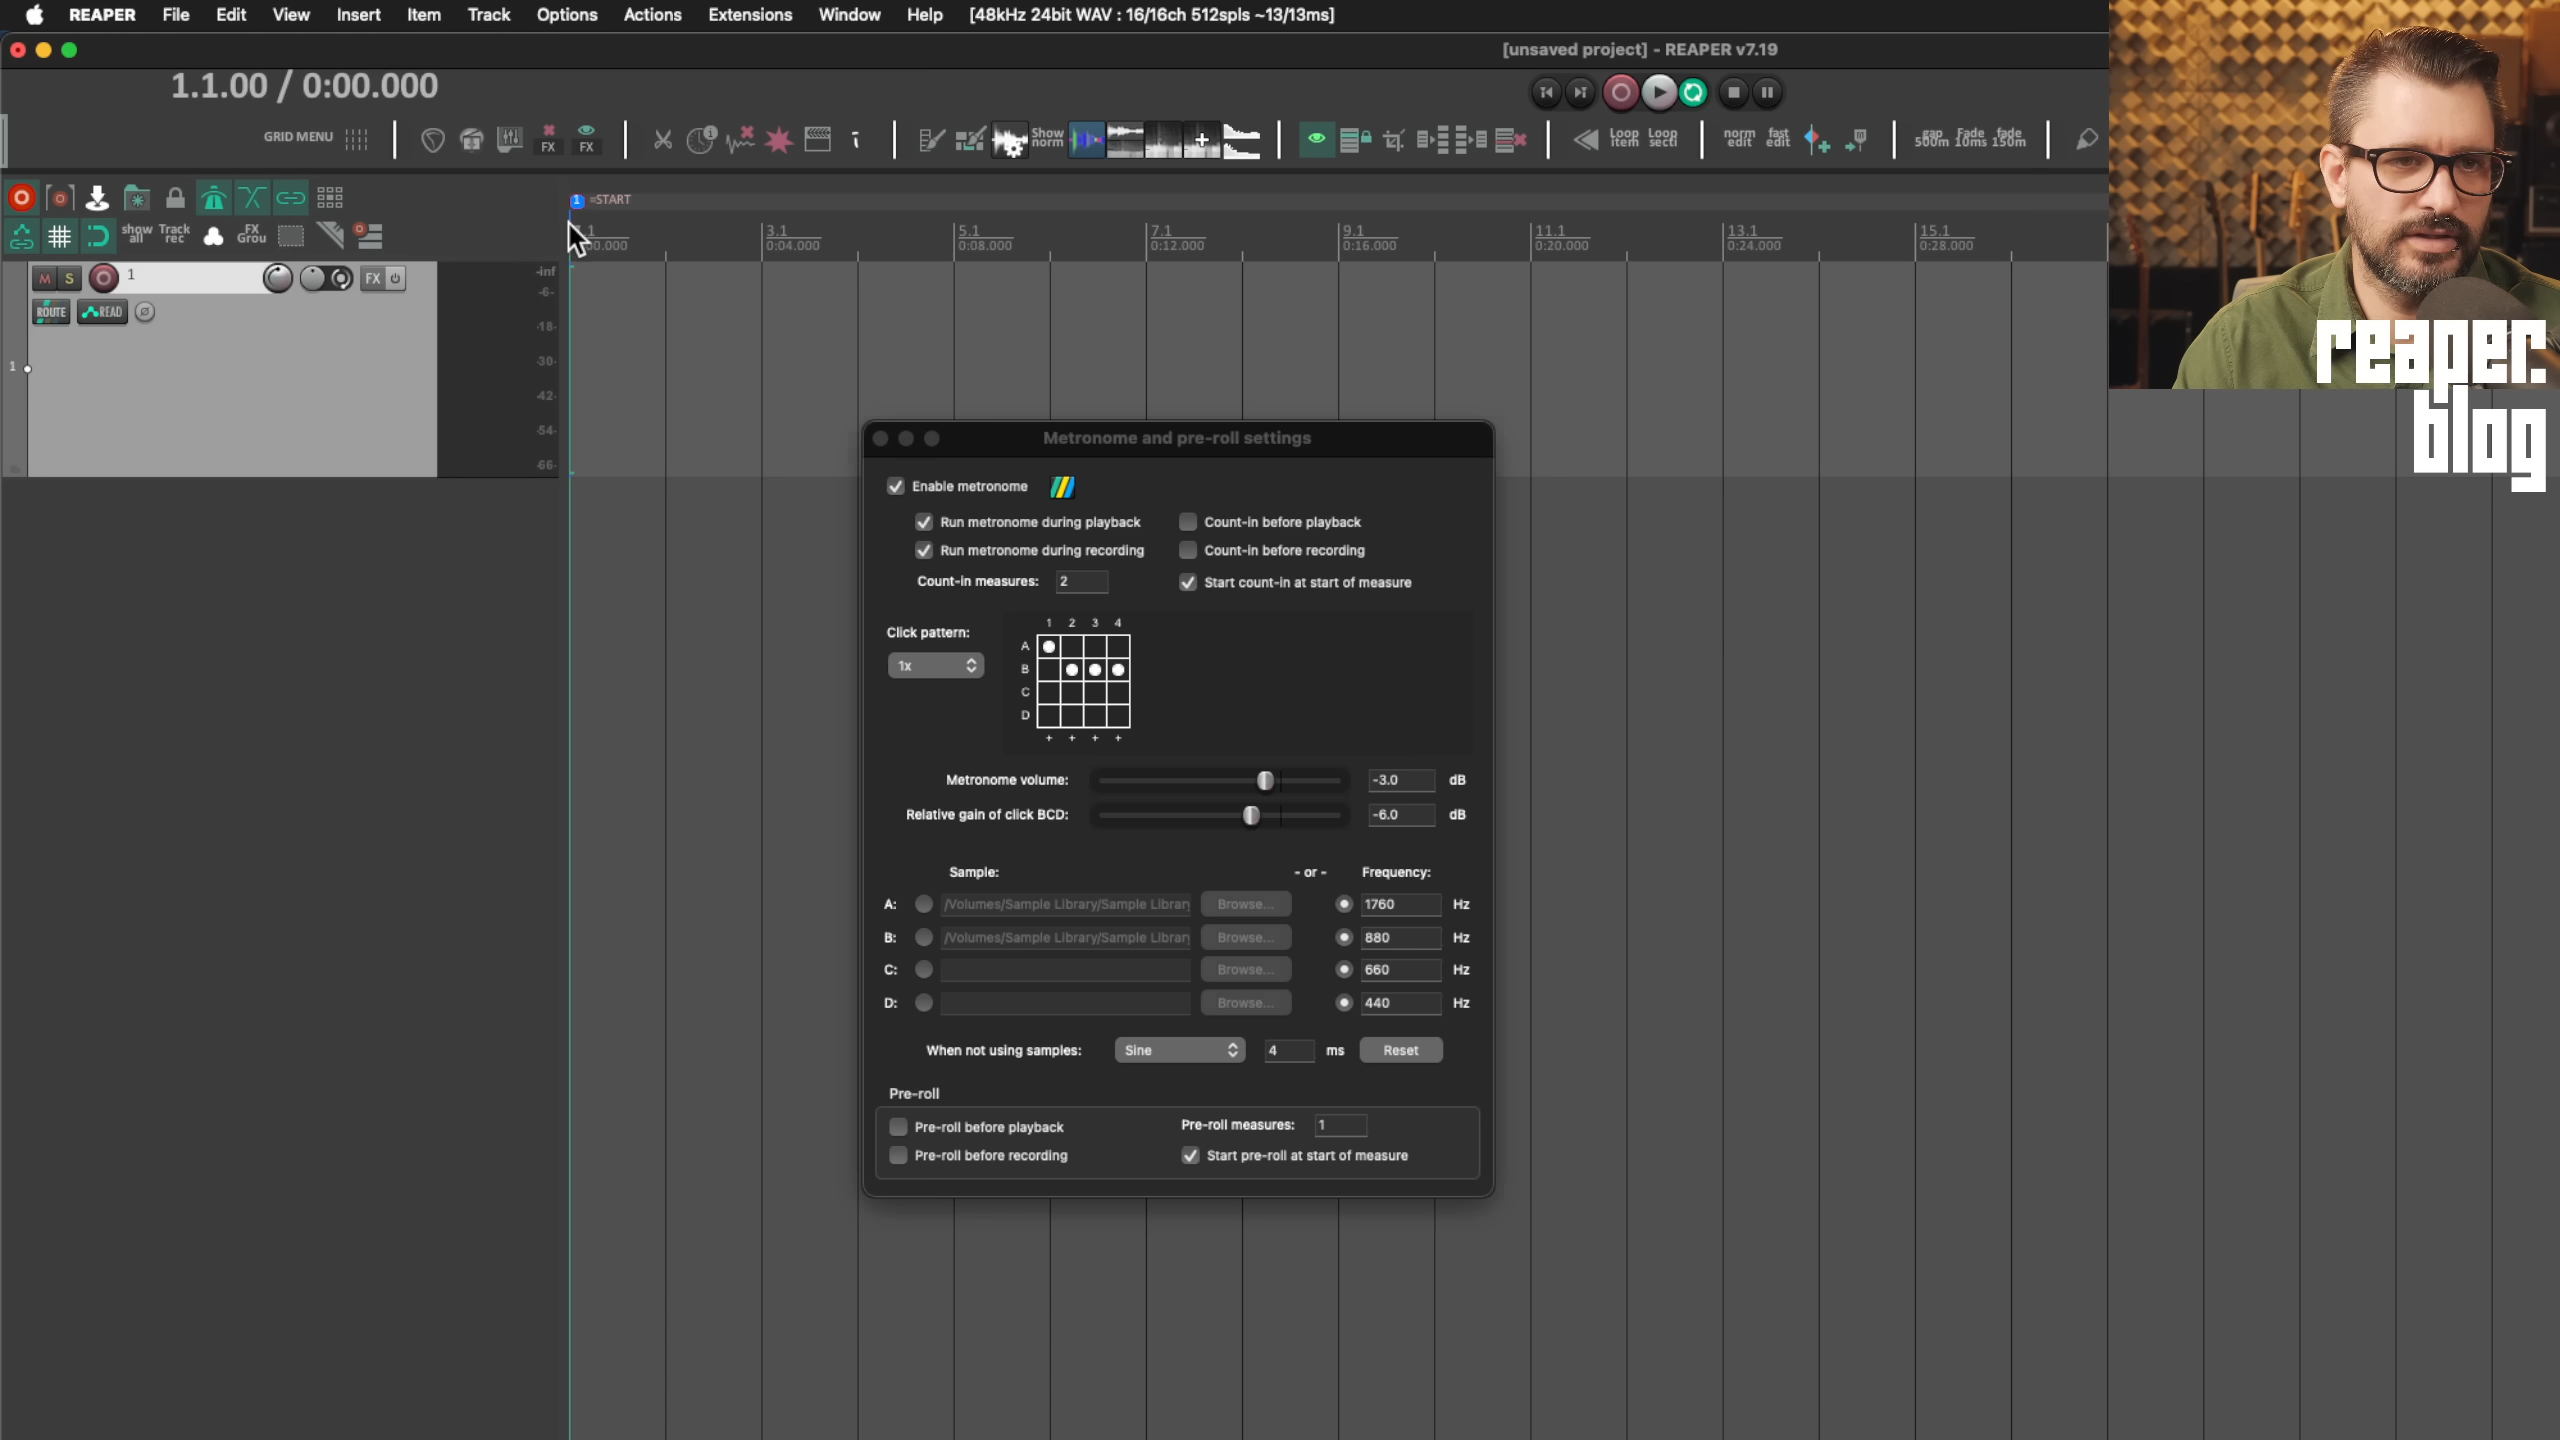 REAPER File Edit View Insert Item Track Options Actions Extensions Window Help [48kHz 24bit WAV : 16/16ch 512spls ~13/13ms]
[unsaved project] - REAPER v7.19
1.1.00 / 0:00.000
GRID MENU
FX
FX
Show norm
Loop item
Loop secti
norm edit
fast edit
gap 500m
Fade 10ms
fade 150m
1 =START
show all
Track rec
FX Grou
3.1 5.1 7.1 9.1 11.1 13.1 15.1
0:04.000 0:08.000 0:12.000 0:16.000 0:20.000 0:24.000 0:28.000
M S 1 FX
ROUTE READ
1
-inf
-6-
-18-
-30-
-42-
-54-
-66-
reaper.
blog
Metronome and pre-roll settings
Enable metronome
Run metronome during playback Count-in before playback
Run metronome during recording Count-in before recording
Count-in measures: 2 Start count-in at start of measure
Click pattern:
1x
1 2 3 4
A
B
C
D
+ + + +
Metronome volume: -3.0 dB
Relative gain of click BCD: -6.0 dB
Sample: - or - Frequency:
A: /Volumes/Sample Library/Sample Library Browse... 1760 Hz
B: /Volumes/Sample Library/Sample Library Browse... 880 Hz
C: Browse... 660 Hz
D: Browse... 440 Hz
When not using samples: Sine 4 ms Reset
Pre-roll
Pre-roll before playback Pre-roll measures: 1
Pre-roll before recording Start pre-roll at start of measure